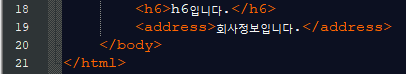 18 <h6>h6입니다.</h6>
19 <address>회사정보입니다.</address>
20 </body>
21 </html>